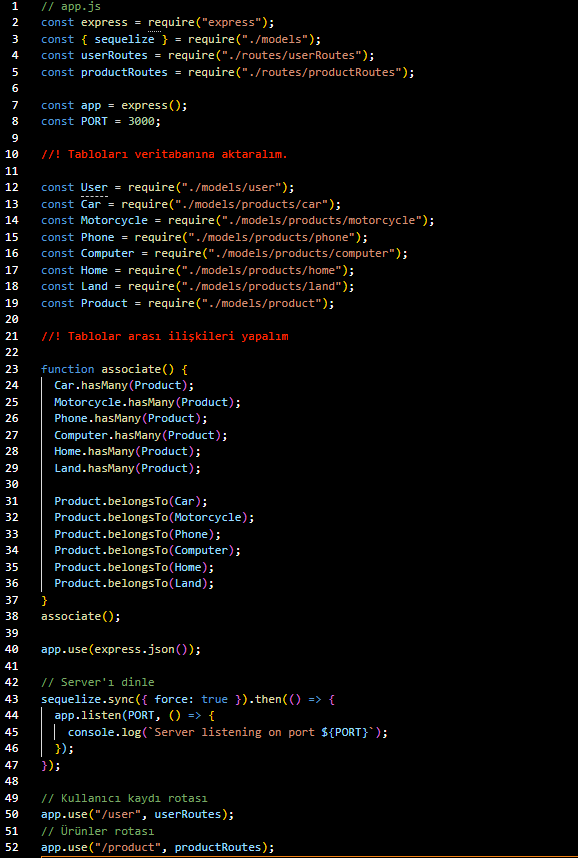 1 // app.js
2 const express = require("express");
3 const { sequelize } = require("./models");
4 const userRoutes = require("./routes/userRoutes");
5 const productRoutes = require("./routes/productRoutes");
6
7 const app = express();
8 const PORT = 3000;
9
10 //! Tabloları veritabanına aktaralım.
11
12 const User = require("./models/user");
13 const Car = require("./models/products/car");
14 const Motorcycle = require("./models/products/motorcycle");
15 const Phone = require("./models/products/phone");
16 const Computer = require("./models/products/computer");
17 const Home = require("./models/products/home");
18 const Land = require("./models/products/land");
19 const Product = require("./models/product");
20
21 //! Tablolar arası ilişkileri yapalım
22
23 function associate() {
24   Car.hasMany(Product);
25   Motorcycle.hasMany(Product);
26   Phone.hasMany(Product);
27   Computer.hasMany(Product);
28   Home.hasMany(Product);
29   Land.hasMany(Product);
30
31   Product.belongsTo(Car);
32   Product.belongsTo(Motorcycle);
33   Product.belongsTo(Phone);
34   Product.belongsTo(Computer);
35   Product.belongsTo(Home);
36   Product.belongsTo(Land);
37 }
38 associate();
39
40 app.use(express.json());
41
42 // Server'ı dinle
43 sequelize.sync({ force: true }).then(() => {
44   app.listen(PORT, () => {
45     console.log(`Server listening on port ${PORT}`);
46   });
47 });
48
49 // Kullanıcı kaydı rotası
50 app.use("/user", userRoutes);
51 // Ürünler rotası
52 app.use("/product", productRoutes);